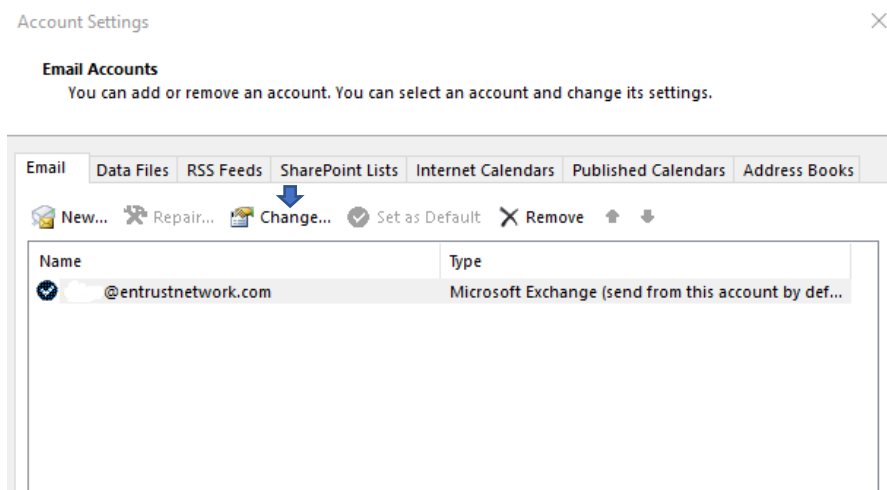 Account Settings
Email Accounts
You can add or remove an account. You can select an account and change its settings.
Email Data Files RSS Feeds SharePoint Lists Internet Calendars Published Calendars Address Books
New... Repair... Change... Set as Default Remove
Name Type
@entrustnetwork.com Microsoft Exchange (send from this account by def...